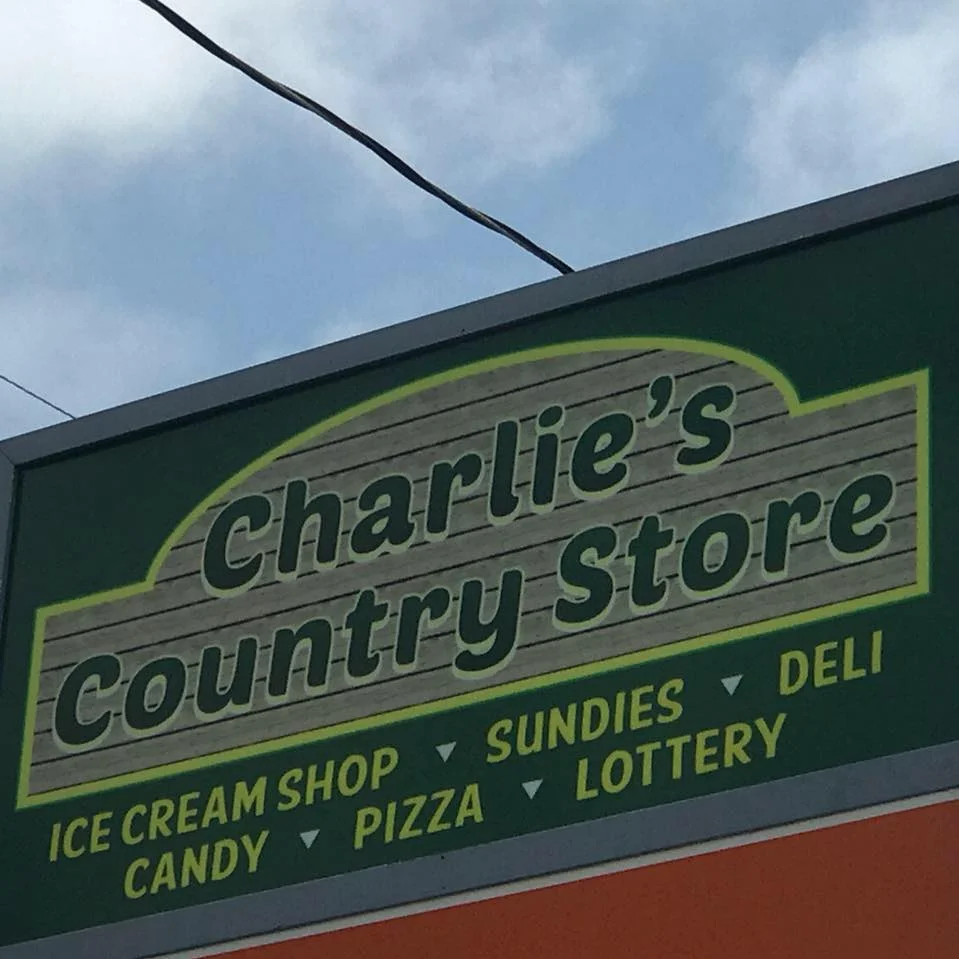 Charlie's
Country Store
ICE CREAM SHOP ▼ SUNDIES ▼ DELI
CANDY ▼ PIZZA ▼ LOTTERY